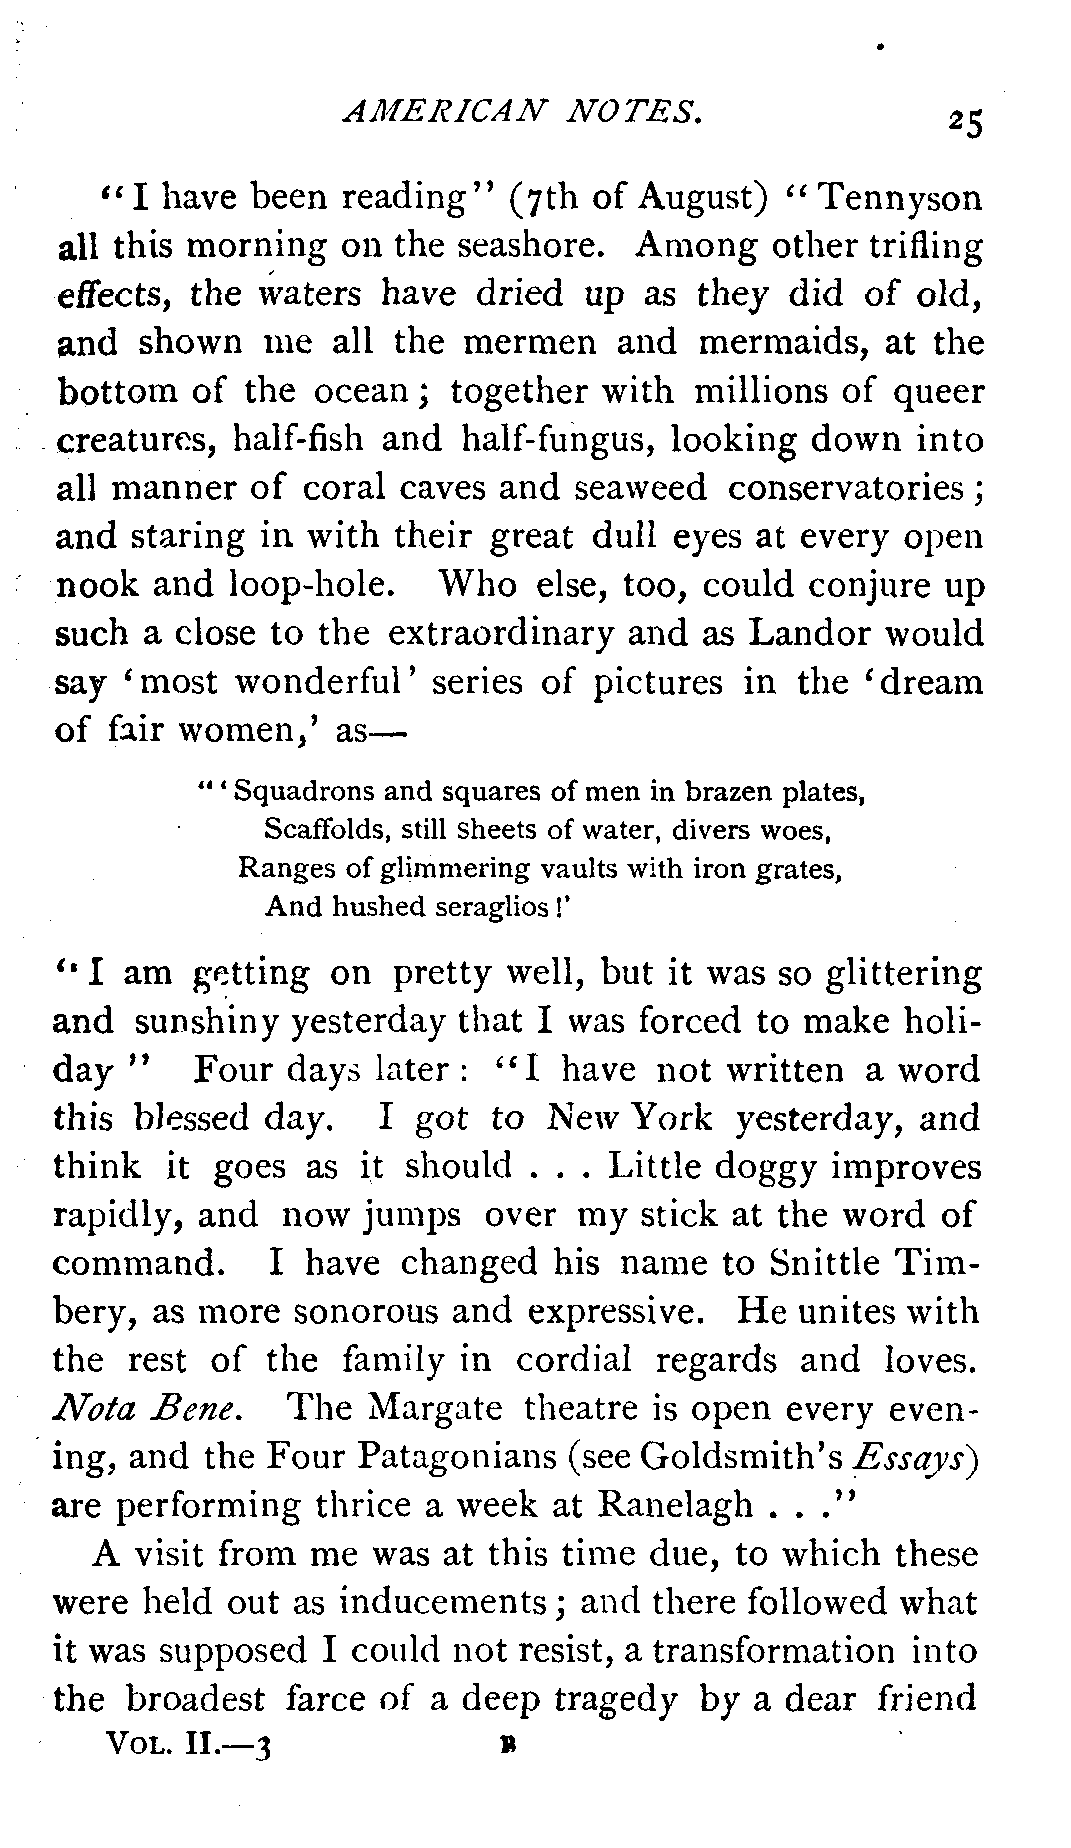 AMERICAN NOTES. 25
“I have been reading” (7th of August) “Tennyson
all this morning on the seashore. Among other trifling
effects, the waters have dried up as they did of old,
and shown me all the mermen and mermaids, at the
bottom of the ocean; together with millions of queer
creatures, half-fish and half-fungus, looking down into
all manner of coral caves and seaweed conservatories;
and staring in with their great dull eyes at every open
nook and loop-hole. Who else, too, could conjure up
such a close to the extraordinary and as Landor would
say ‘most wonderful’ series of pictures in the ‘dream
of fair women,’ as—
“‘Squadrons and squares of men in brazen plates,
Scaffolds, still sheets of water, divers woes,
Ranges of glimmering vaults with iron grates,
And hushed seraglios!’
“I am getting on pretty well, but it was so glittering
and sunshiny yesterday that I was forced to make holi-
day” Four days later: “I have not written a word
this blessed day. I got to New York yesterday, and
think it goes as it should . . . Little doggy improves
rapidly, and now jumps over my stick at the word of
command. I have changed his name to Snittle Tim-
bery, as more sonorous and expressive. He unites with
the rest of the family in cordial regards and loves.
Nota Bene. The Margate theatre is open every even-
ing, and the Four Patagonians (see Goldsmith’s Essays)
are performing thrice a week at Ranelagh . . .”
A visit from me was at this time due, to which these
were held out as inducements; and there followed what
it was supposed I could not resist, a transformation into
the broadest farce of a deep tragedy by a dear friend
VOL. II.—3 B